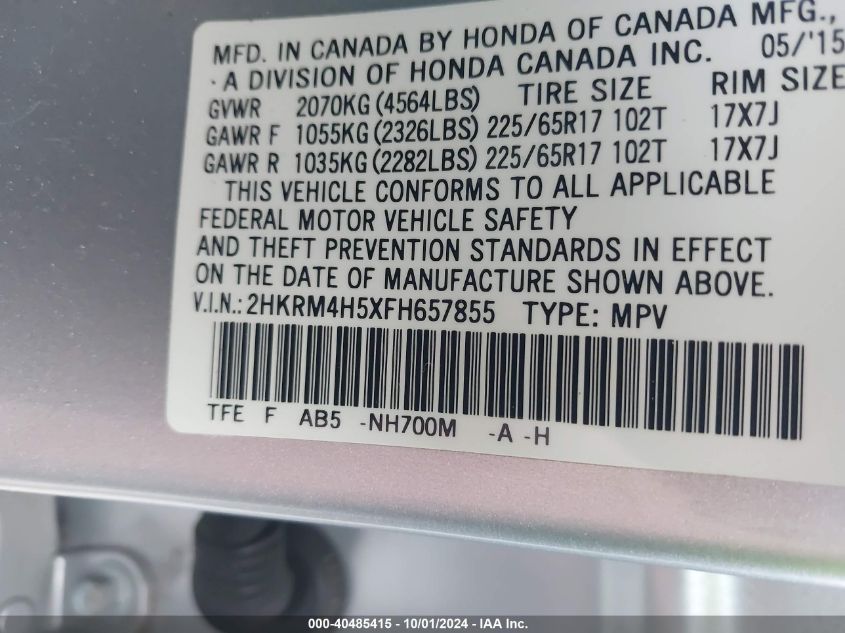 MFD. IN CANADA BY HONDA OF CANADA MFG.,
- A DIVISION OF HONDA CANADA INC. 05/'15
GVWR 2070KG (4564LBS) TIRE SIZE RIM SIZE
GAWR F 1055KG (2326LBS) 225/65R17 102T 17X7J
GAWR R 1035KG (2282LBS) 225/65R17 102T 17X7J
THIS VEHICLE CONFORMS TO ALL APPLICABLE
FEDERAL MOTOR VEHICLE SAFETY
AND THEFT PREVENTION STANDARDS IN EFFECT
ON THE DATE OF MANUFACTURE SHOWN ABOVE.
V.I.N.: 2HKRM4H5XFH657855 TYPE: MPV
TFE F AB5 -NH700M -A -H
000-40485415 - 10/01/2024 - IAA Inc.